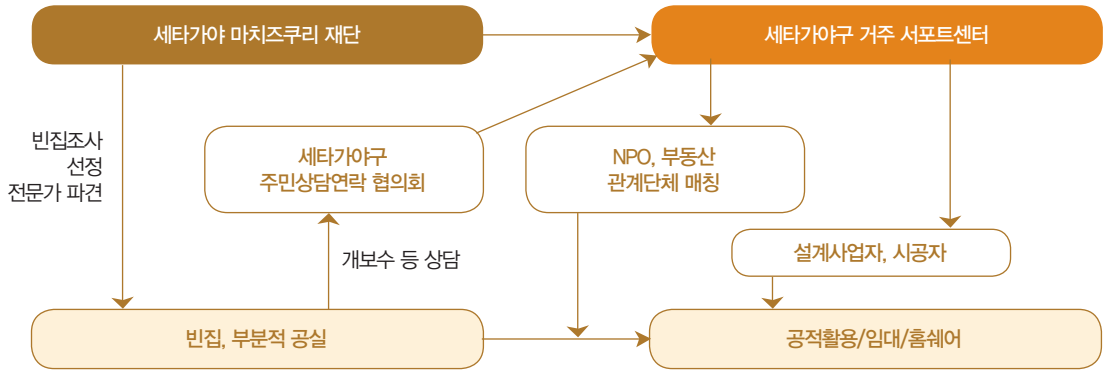 세타가야 마치즈쿠리 재단
세타가야구 거주 서포트센터
빈집조사
선정
전문가 파견
세타가야구
주민상담연락 협의회
NPO, 부동산
관계단체 매칭
개보수 등 상담
설계사업자, 시공자
빈집, 부분적 공실
공적활용/임대/홈쉐어